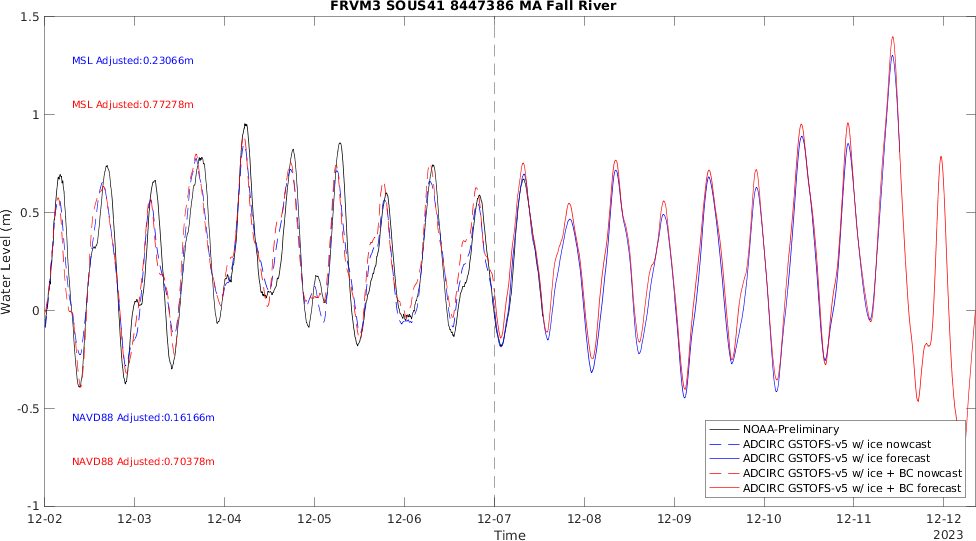 FRVM3 SOUS41 8447386 MA Fall River
1.5
MSL Adjusted:0.23066m
MSL Adjusted:0.77278m
1
0.5
Water Level (m)
0
-0.5
NAVD88 Adjusted:0.16166m
NAVD88 Adjusted:0.70378m
NOAA-Preliminary
ADCIRC GSTOFS-v5 w/ ice nowcast
ADCIRC GSTOFS-v5 w/ ice forecast
ADCIRC GSTOFS-v5 w/ ice + BC nowcast
ADCIRC GSTOFS-v5 w/ ice + BC forecast
-1
12-02 12-03 12-04 12-05 12-06 12-07 12-08 12-09 12-10 12-11 12-12
2023
Time